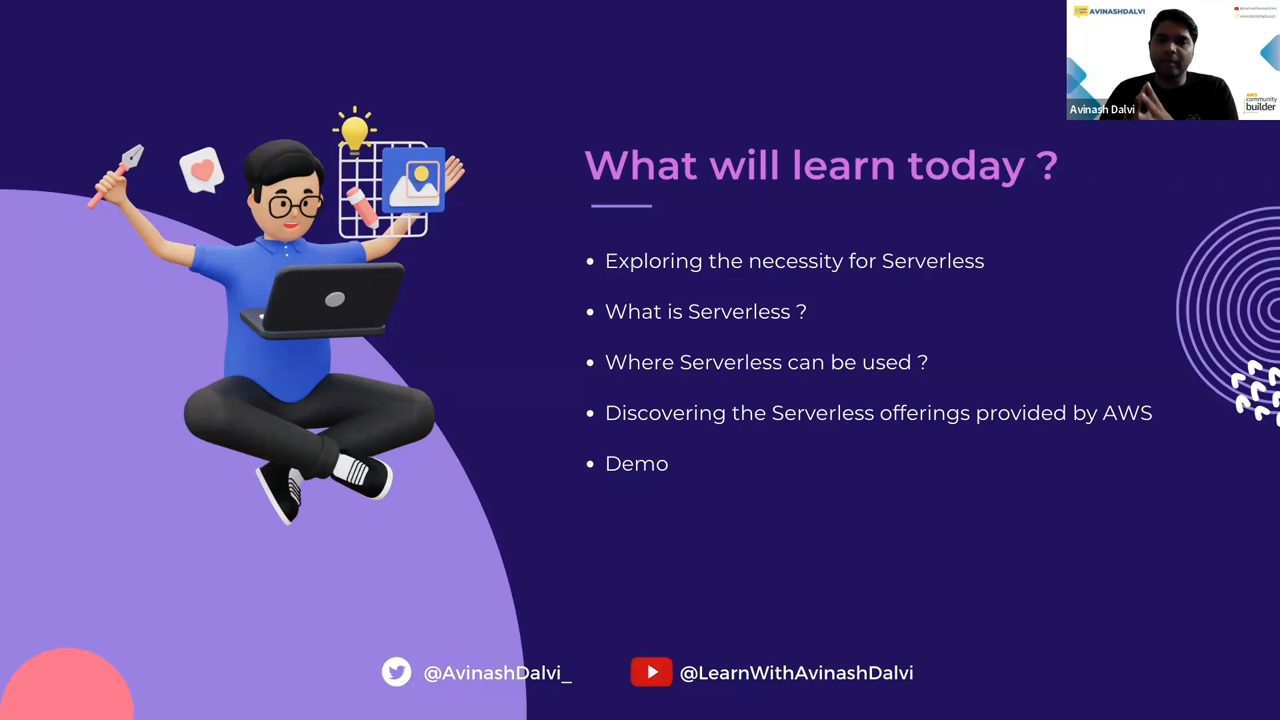 AVINASHDALVI
Avinash Dalvi
AWS
community
builder
What will learn today ?
• Exploring the necessity for Serverless
• What is Serverless ?
• Where Serverless can be used ?
• Discovering the Serverless offerings provided by AWS
• Demo
@AvinashDalvi_
@LearnWithAvinashDalvi